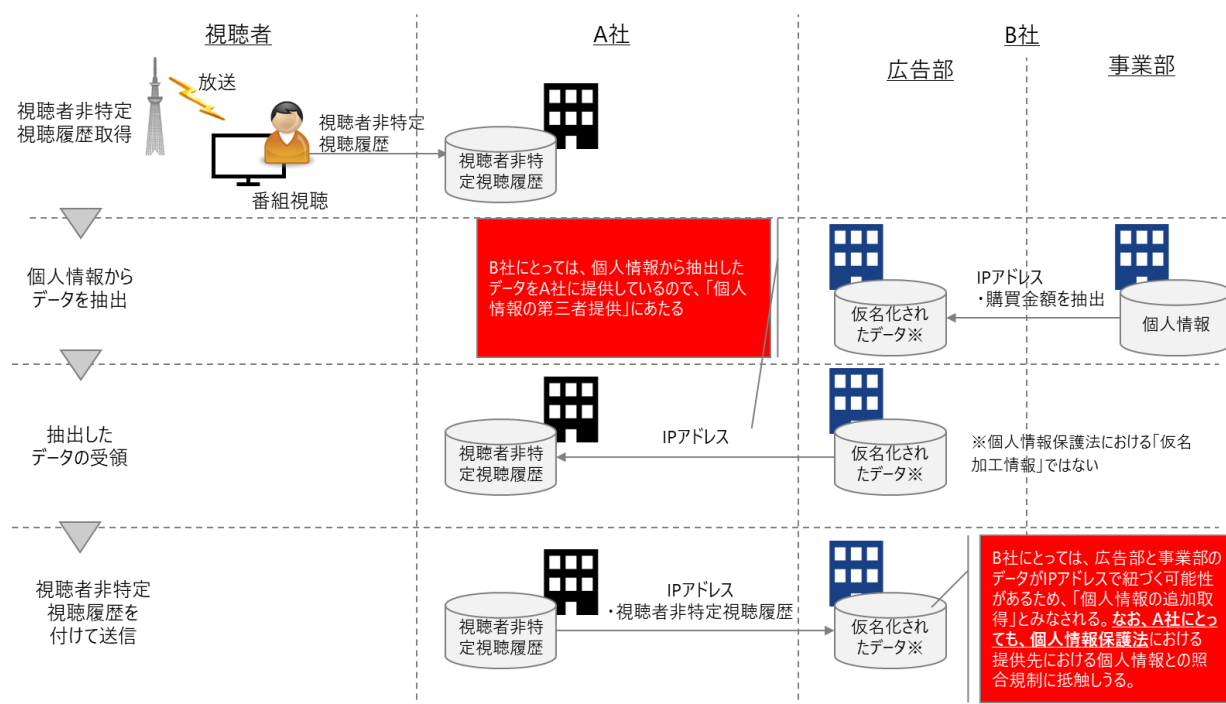 視聴者
A社
B社
広告部
事業部
視聴者非特定
視聴履歴取得
放送
番組視聴
視聴者非特定
視聴履歴
視聴者非特
定視聴履歴
個人情報から
データを抽出
B社にとっては、個人情報から抽出した
データをA社に提供しているので、「個人
情報の第三者提供」にあたる
仮名化され
たデータ※
IPアドレス
・購買金額を抽出
個人情報
抽出した
データの受領
視聴者非特
定視聴履歴
IPアドレス
仮名化され
たデータ※
※個人情報保護法における「仮名
加工情報」ではない
視聴者非特定
視聴履歴を
付けて送信
視聴者非特
定視聴履歴
IPアドレス
・視聴者非特定視聴履歴
仮名化され
たデータ※
B社にとっては、広告部と事業部の
データがIPアドレスで紐づく可能性
があるため、「個人情報の追加取
得」とみなされる。なお、A社にとっ
ても、個人情報保護法における
提供先における個人情報との照
合規制に抵触しうる。